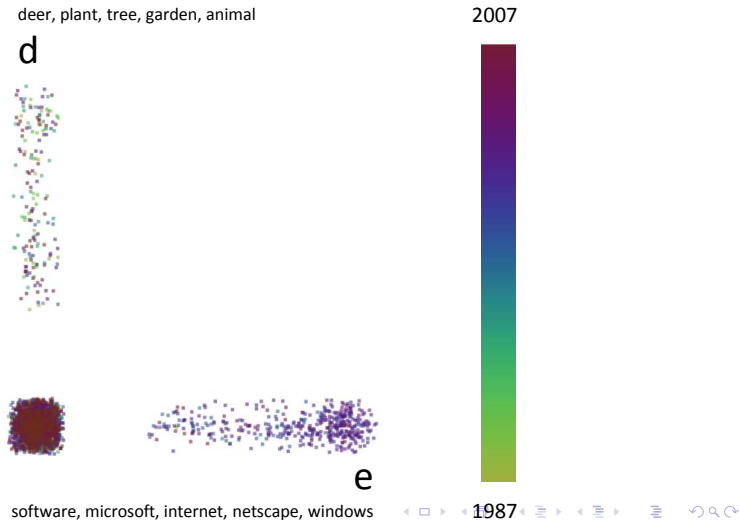 deer, plant, tree, garden, animal
2007
d
e
software, microsoft, internet, netscape, windows
1987